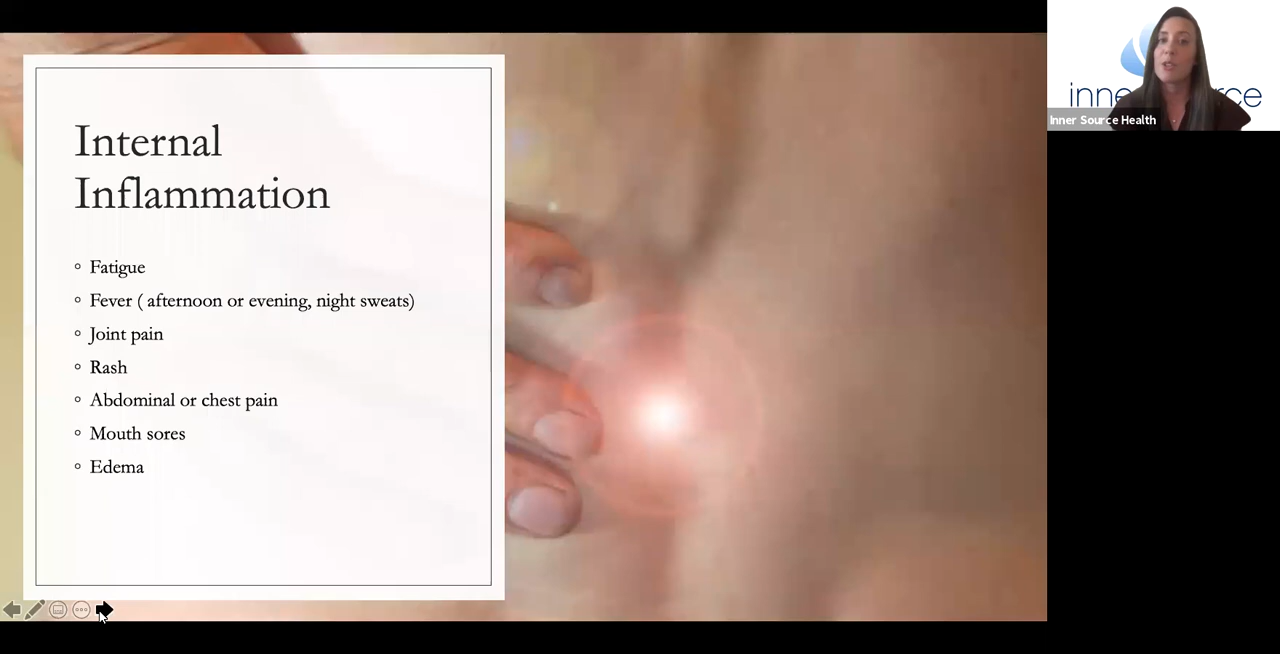 Internal
Inflammation
Fatigue
Fever ( afternoon or evening, night sweats)
Joint pain
Rash
Abdominal or chest pain
Mouth sores
Edema
Inner Source Health